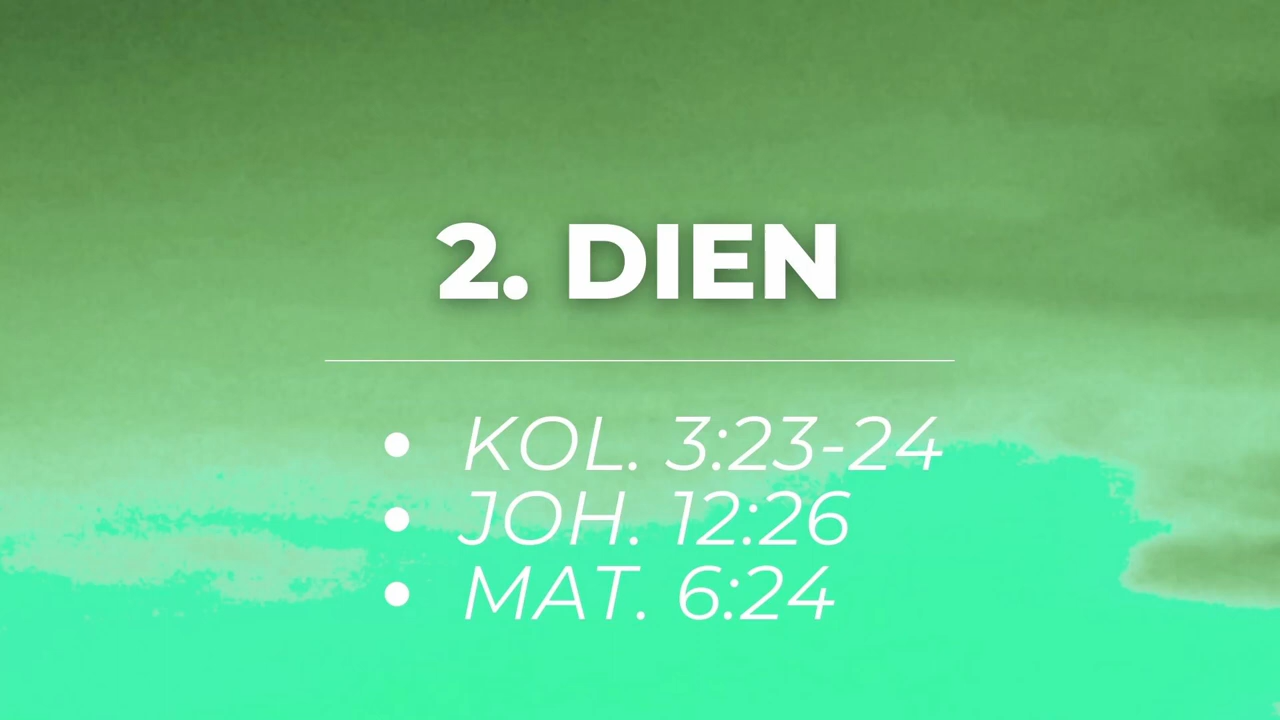 2. DIEN
• KOL. 3:23-24
• JOH. 12:26
• MAT. 6:24